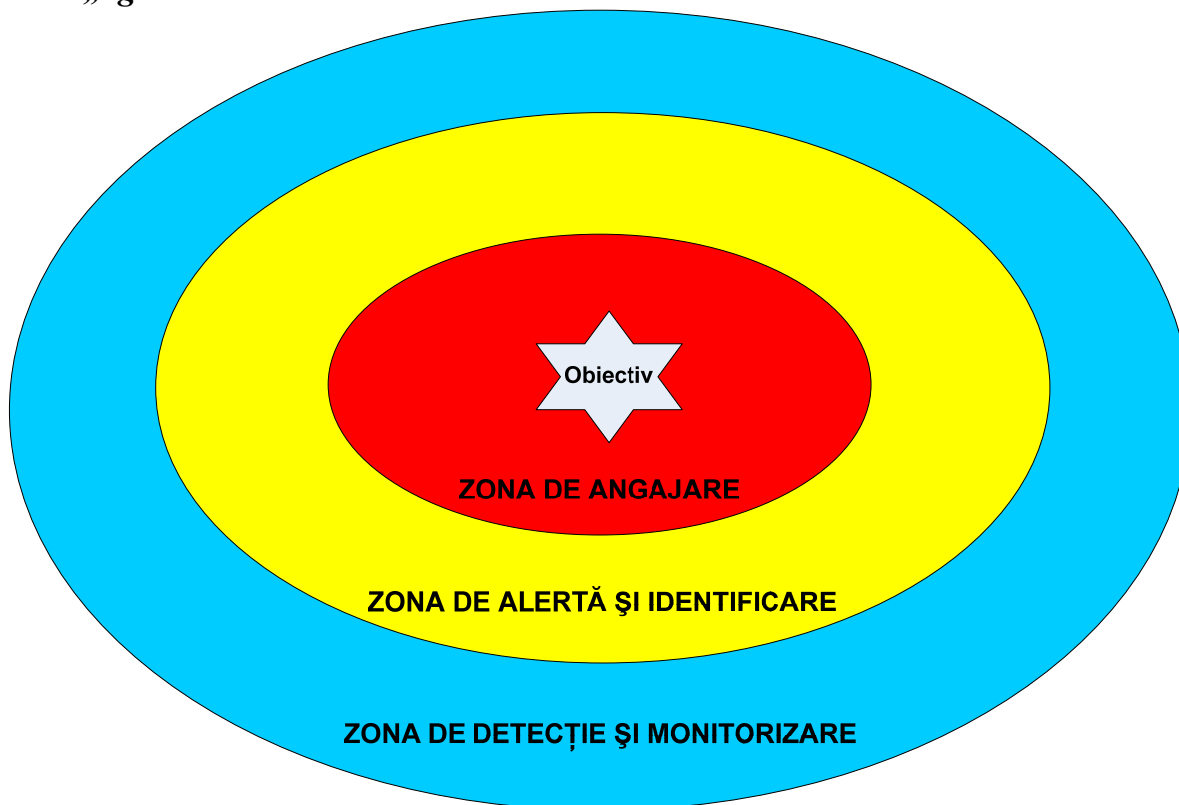 Obiectiv
ZONA DE ANGAJARE
ZONA DE ALERTĂ ŞI IDENTIFICARE
ZONA DE DETECȚIE ŞI MONITORIZARE